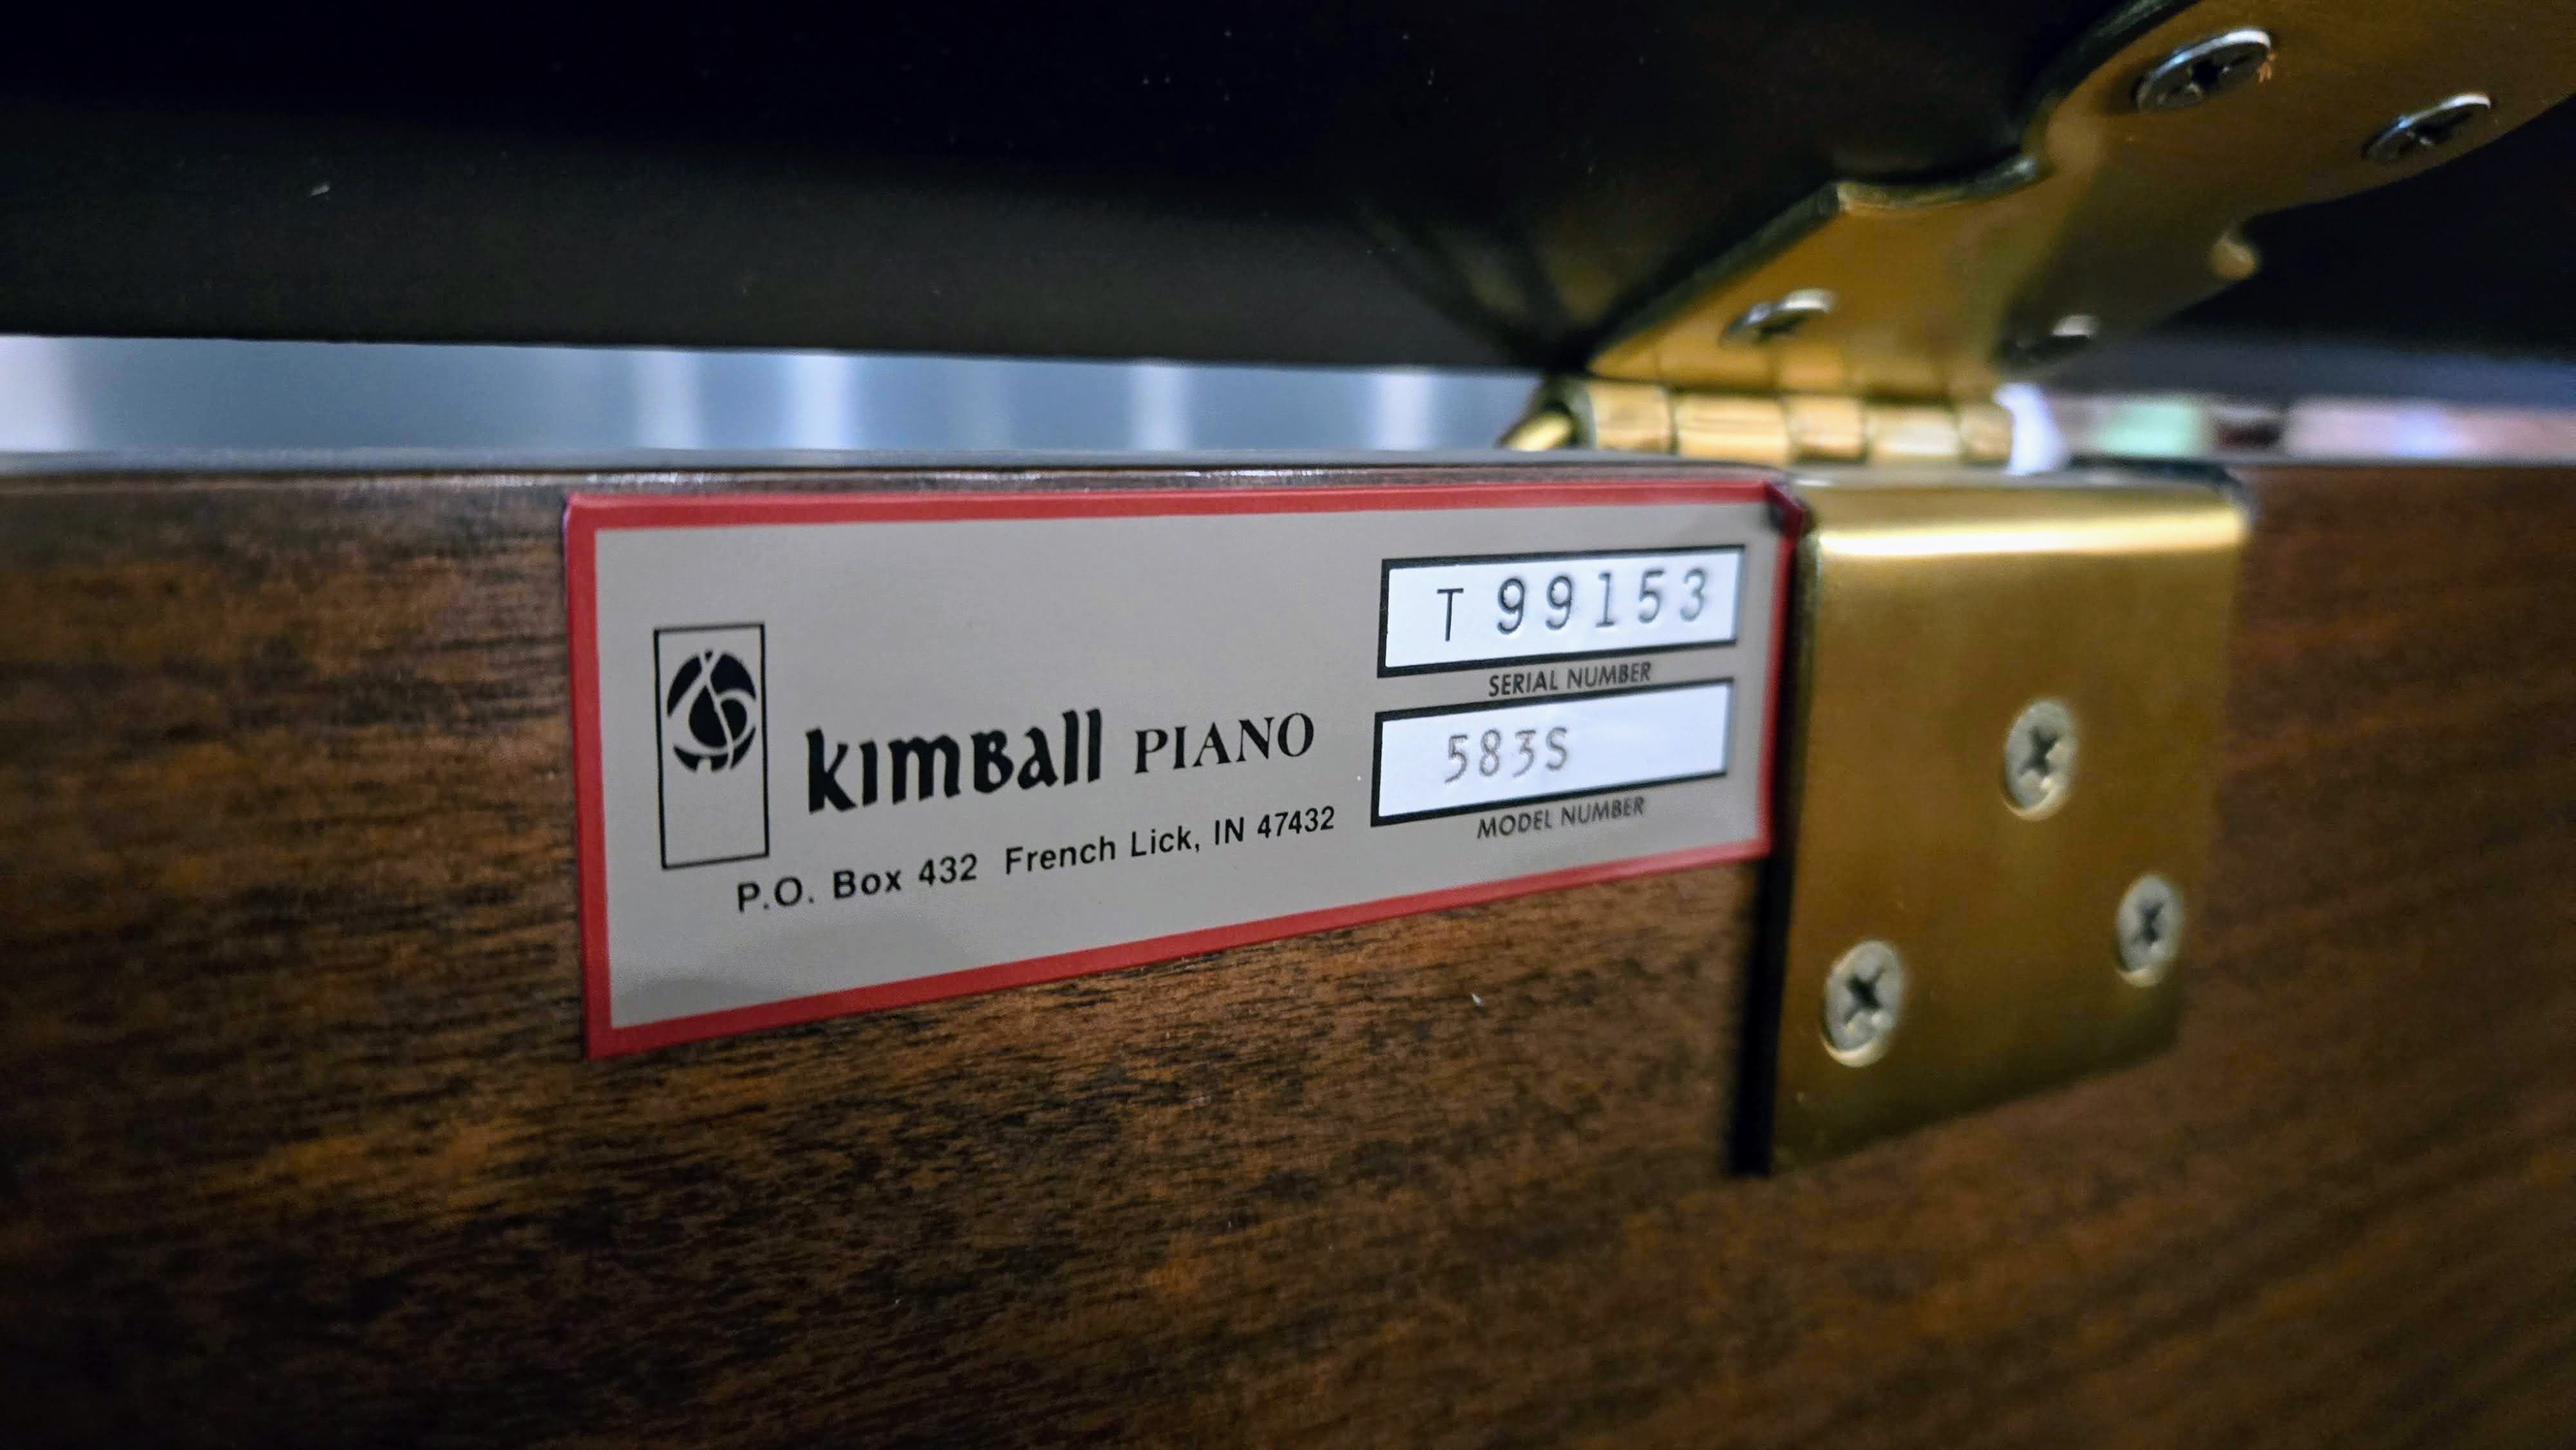 T 99153
SERIAL NUMBER
kimball PIANO
583S
MODEL NUMBER
P.O. Box 432 French Lick, IN 47432